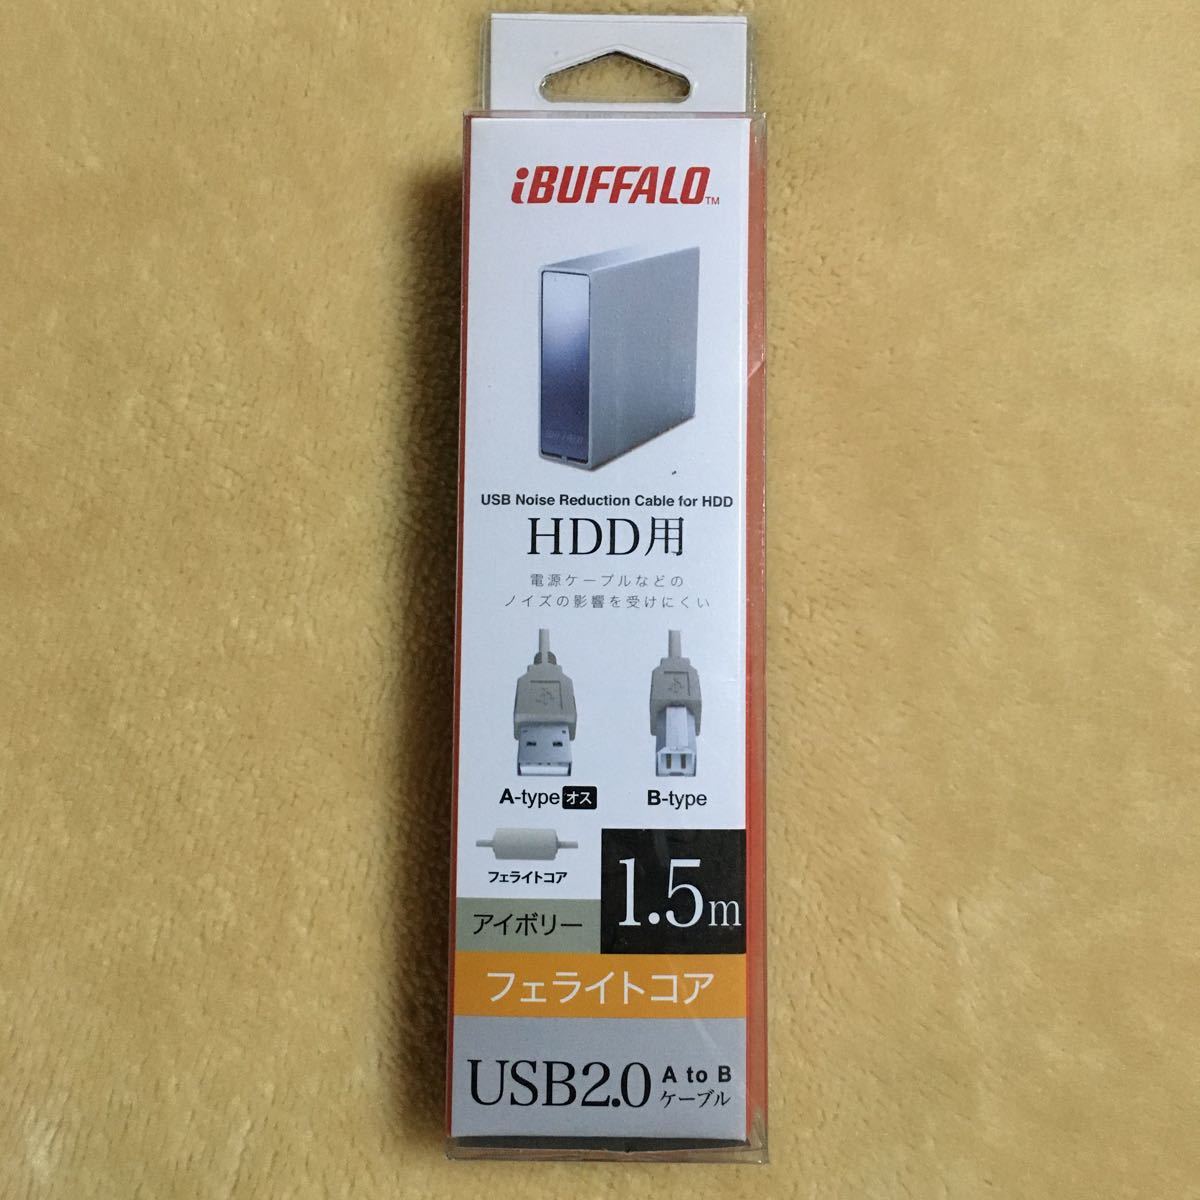 iBUFFALO™
BUFFALO
USB Noise Reduction Cable for HDD
HDD用
電源ケーブルなどの
ノイズの影響を受けにくい
A-type オス
B-type
フェライトコア
アイボリー
1.5m
フェライトコア
USB2.0 A to B
ケーブル